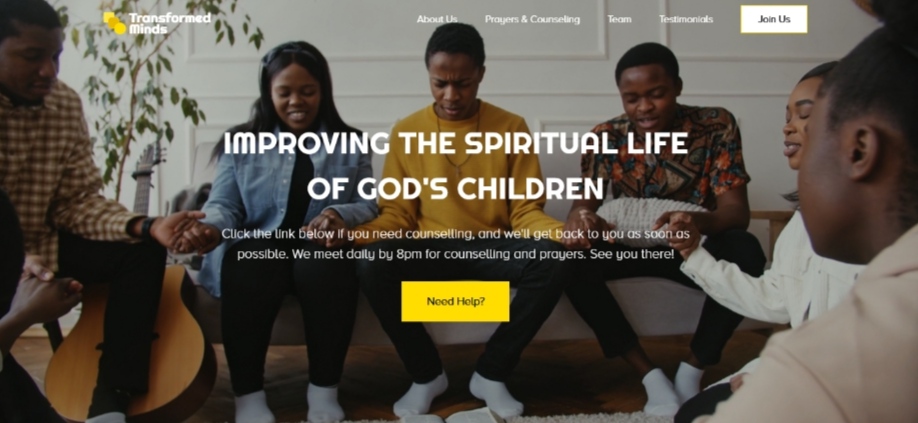 Transformed
Minds
About Us
Prayers & Counseling
Team
Testimonials
Join Us
IMPROVING THE SPIRITUAL LIFE
OF GOD'S CHILDREN
Click the link below if you need counselling, and we'll get back to you as soon as
possible. We meet daily by 8pm for counselling and prayers. See you there!
Need Help?